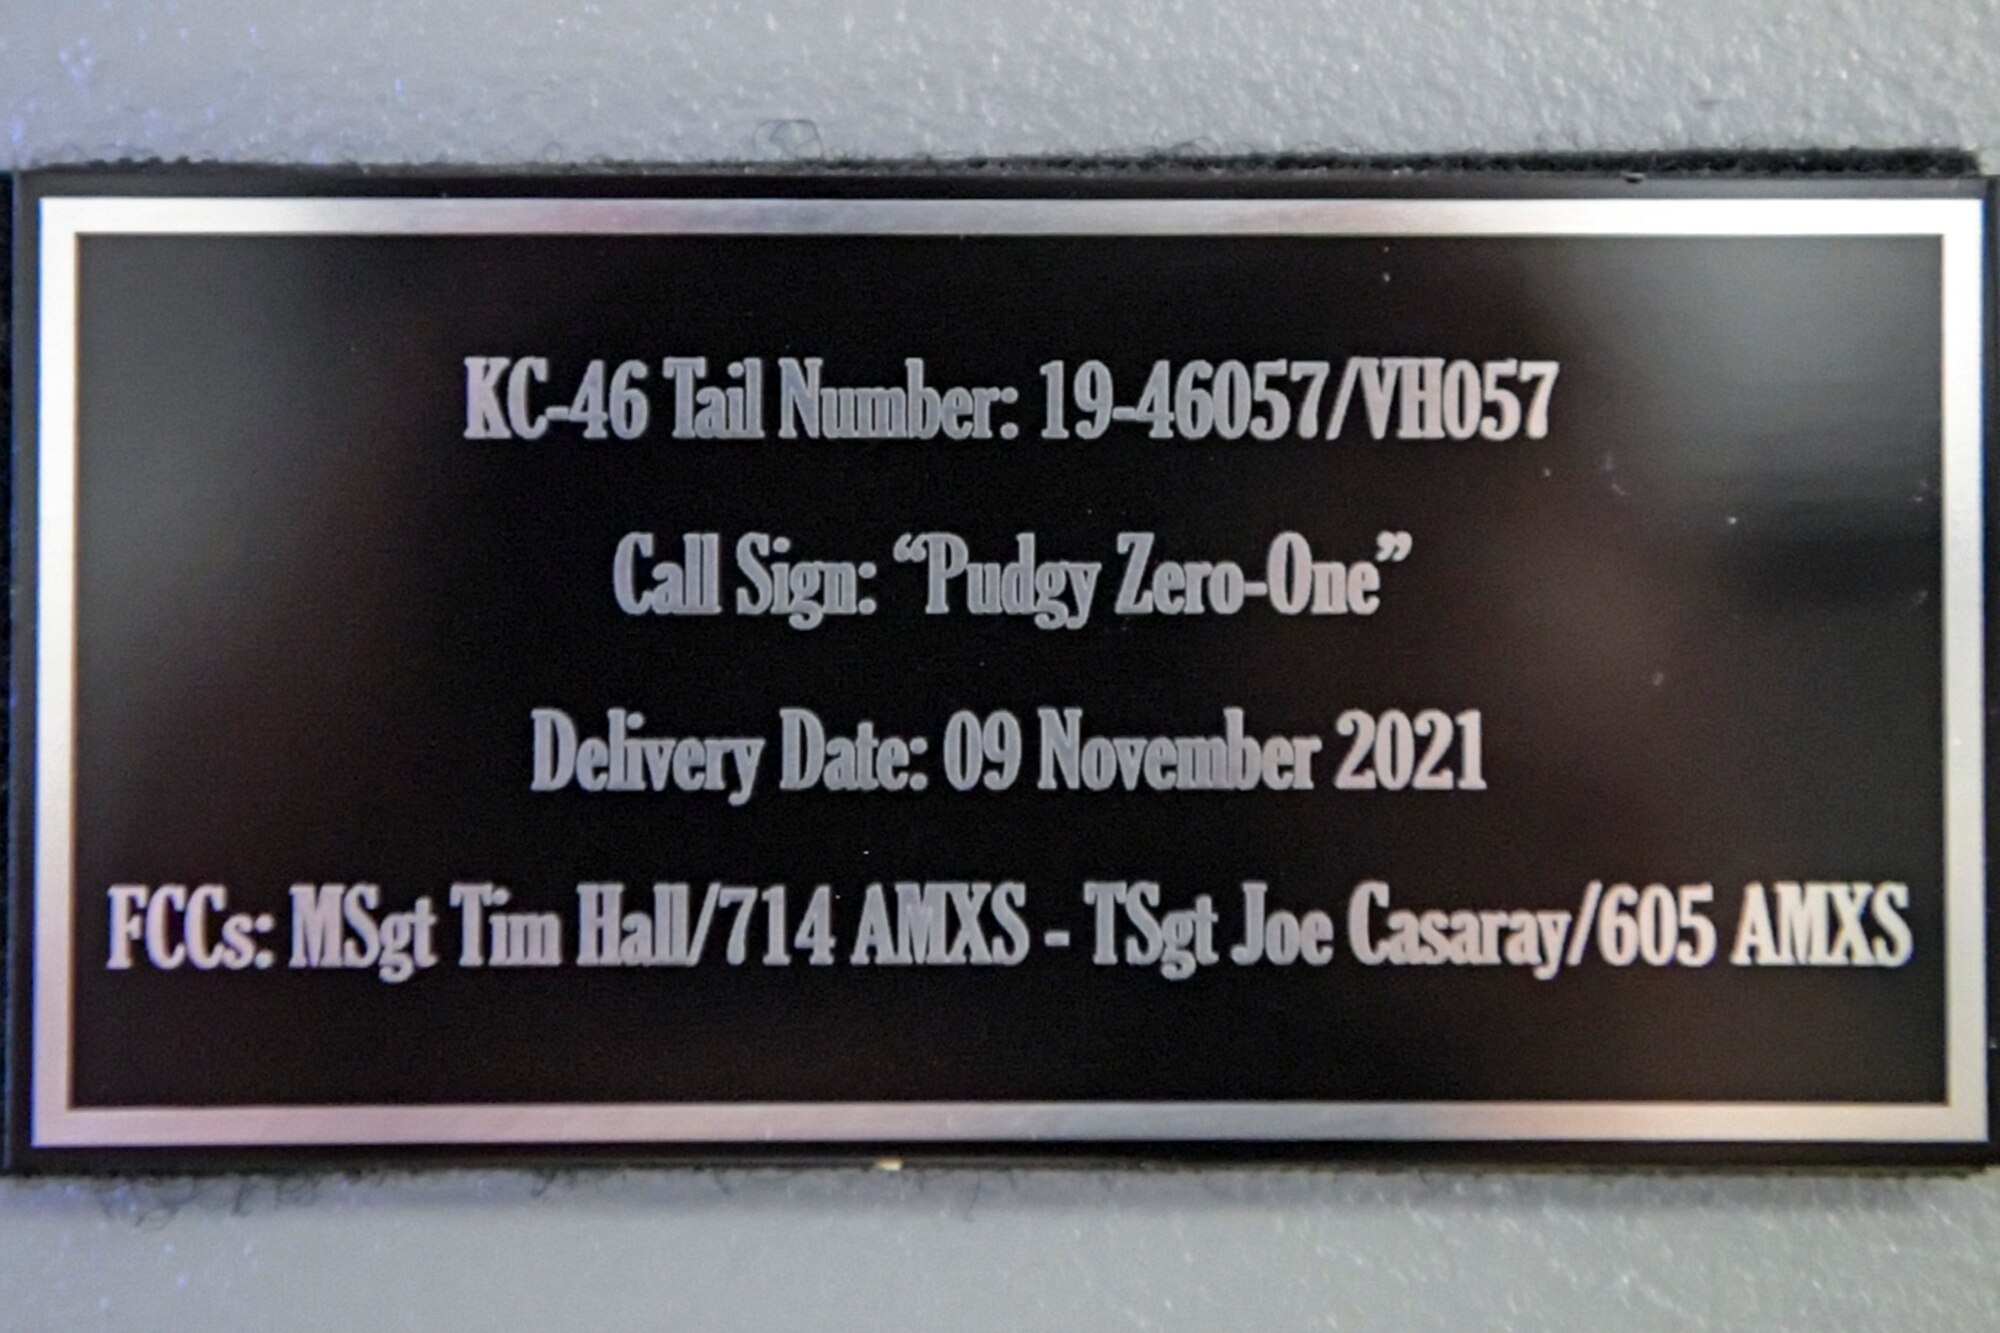 KC-46 Tail Number: 19-46057/VH057
Call Sign: “Pudgy Zero-One”
Delivery Date: 09 November 2021
FCCs: MSgt Tim Hall/714 AMXS - TSgt Joe Casaray/605 AMXS